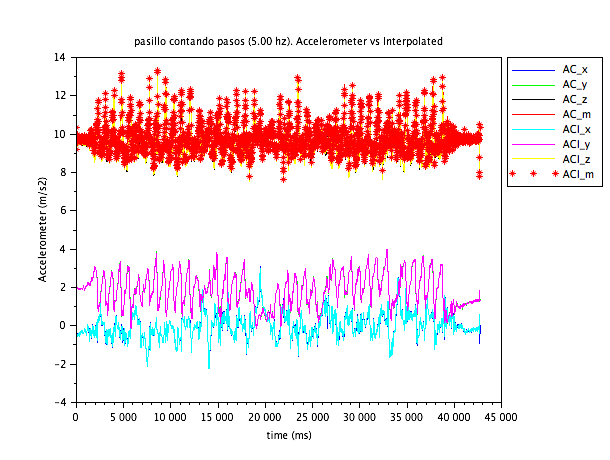 pasillo contando pasos (5.00 hz). Accelerometer vs Interpolated
14
12
10
8
6
4
2
0
-2
-4
Accelerometer (m/s2)
0 5 000 10 000 15 000 20 000 25 000 30 000 35 000 40 000 45 000
time (ms)
AC_x
AC_y
AC_z
AC_m
ACI_x
ACI_y
ACI_z
ACI_m